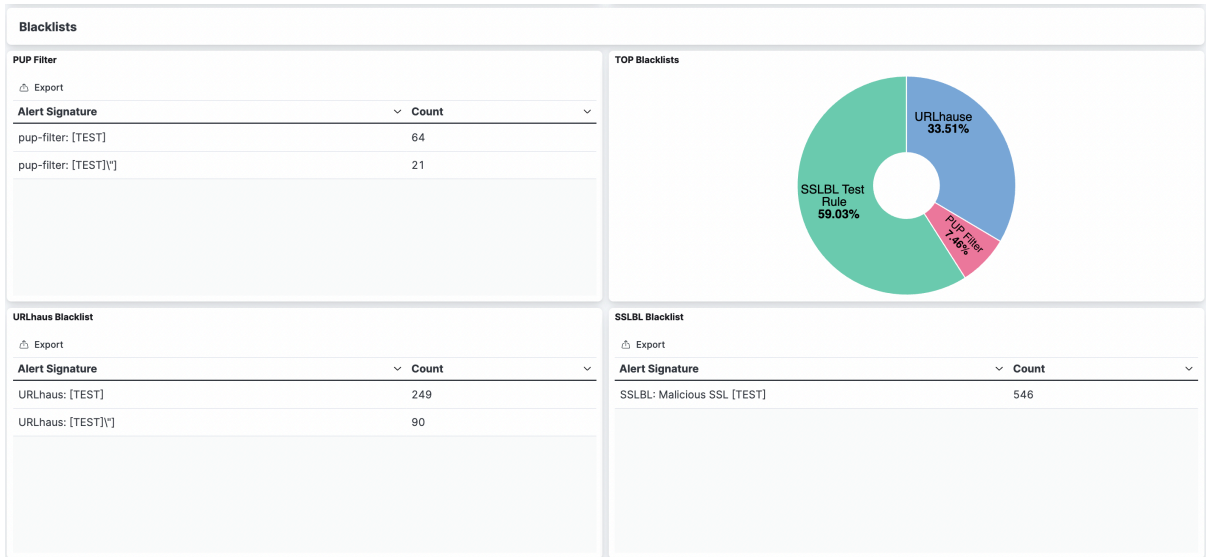 Blacklists
PUP Filter
Export
Alert Signature Count
pup-filter: [TEST] 64
pup-filter: [TEST]\"] 21
TOP Blacklists
URLhause
33.51%
SSLBL Test
Rule
59.03%
PUP Filter
7.46%
URLhaus Blacklist
Export
Alert Signature Count
URLhaus: [TEST] 249
URLhaus: [TEST]\"] 90
SSLBL Blacklist
Export
Alert Signature Count
SSLBL: Malicious SSL [TEST] 546